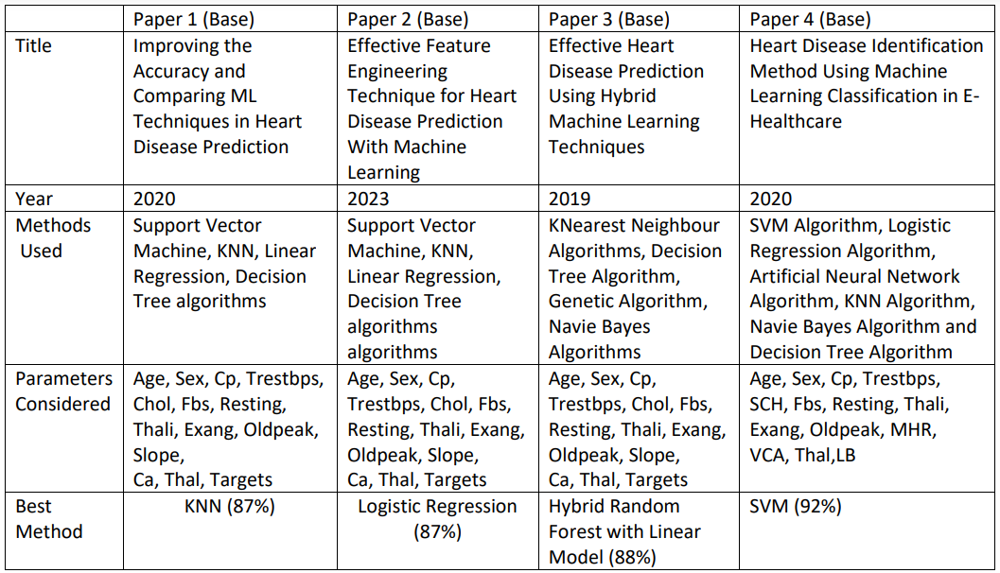 Paper 1 (Base)
Paper 2 (Base)
Paper 3 (Base)
Paper 4 (Base)
Title
Improving the
Accuracy and
Comparing ML
Techniques in Heart
Disease Prediction
Effective Feature
Engineering
Technique for Heart
Disease Prediction
With Machine
Learning
Effective Heart
Disease Prediction
Using Hybrid
Machine Learning
Techniques
Heart Disease Identification
Method Using Machine
Learning Classification in E-
Healthcare
Year
2020
2023
2019
2020
Methods
Used
Support Vector
Machine, KNN, Linear
Regression, Decision
Tree algorithms
Support Vector
Machine, KNN,
Linear Regression,
Decision Tree
algorithms
algorithms
KNearest Neighbour
Algorithms, Decision
Tree Algorithm,
Genetic Algorithm,
Navie Bayes
Algorithms
SVM Algorithm, Logistic
Regression Algorithm,
Artificial Neural Network
Algorithm, KNN Algorithm,
Navie Bayes Algorithm and
Decision Tree Algorithm
Parameters
Considered
Age, Sex, Cp, Trestbps,
Chol, Fbs, Resting,
Thali, Exang, Oldpeak,
Slope,
Ca, Thal, Targets
Age, Sex, Cp,
Trestbps, Chol, Fbs,
Resting, Thali, Exang,
Oldpeak, Slope,
Ca, Thal, Targets
Age, Sex, Cp,
Trestbps, Chol, Fbs,
Resting, Thali, Exang,
Oldpeak, Slope,
Ca, Thal, Targets
Age, Sex, Cp, Trestbps,
SCH, Fbs, Resting, Thali,
Exang, Oldpeak, MHR,
VCA, Thal,LB
Best
Method
KNN (87%)
Logistic Regression
(87%)
Hybrid Random
Forest with Linear
Model (88%)
SVM (92%)